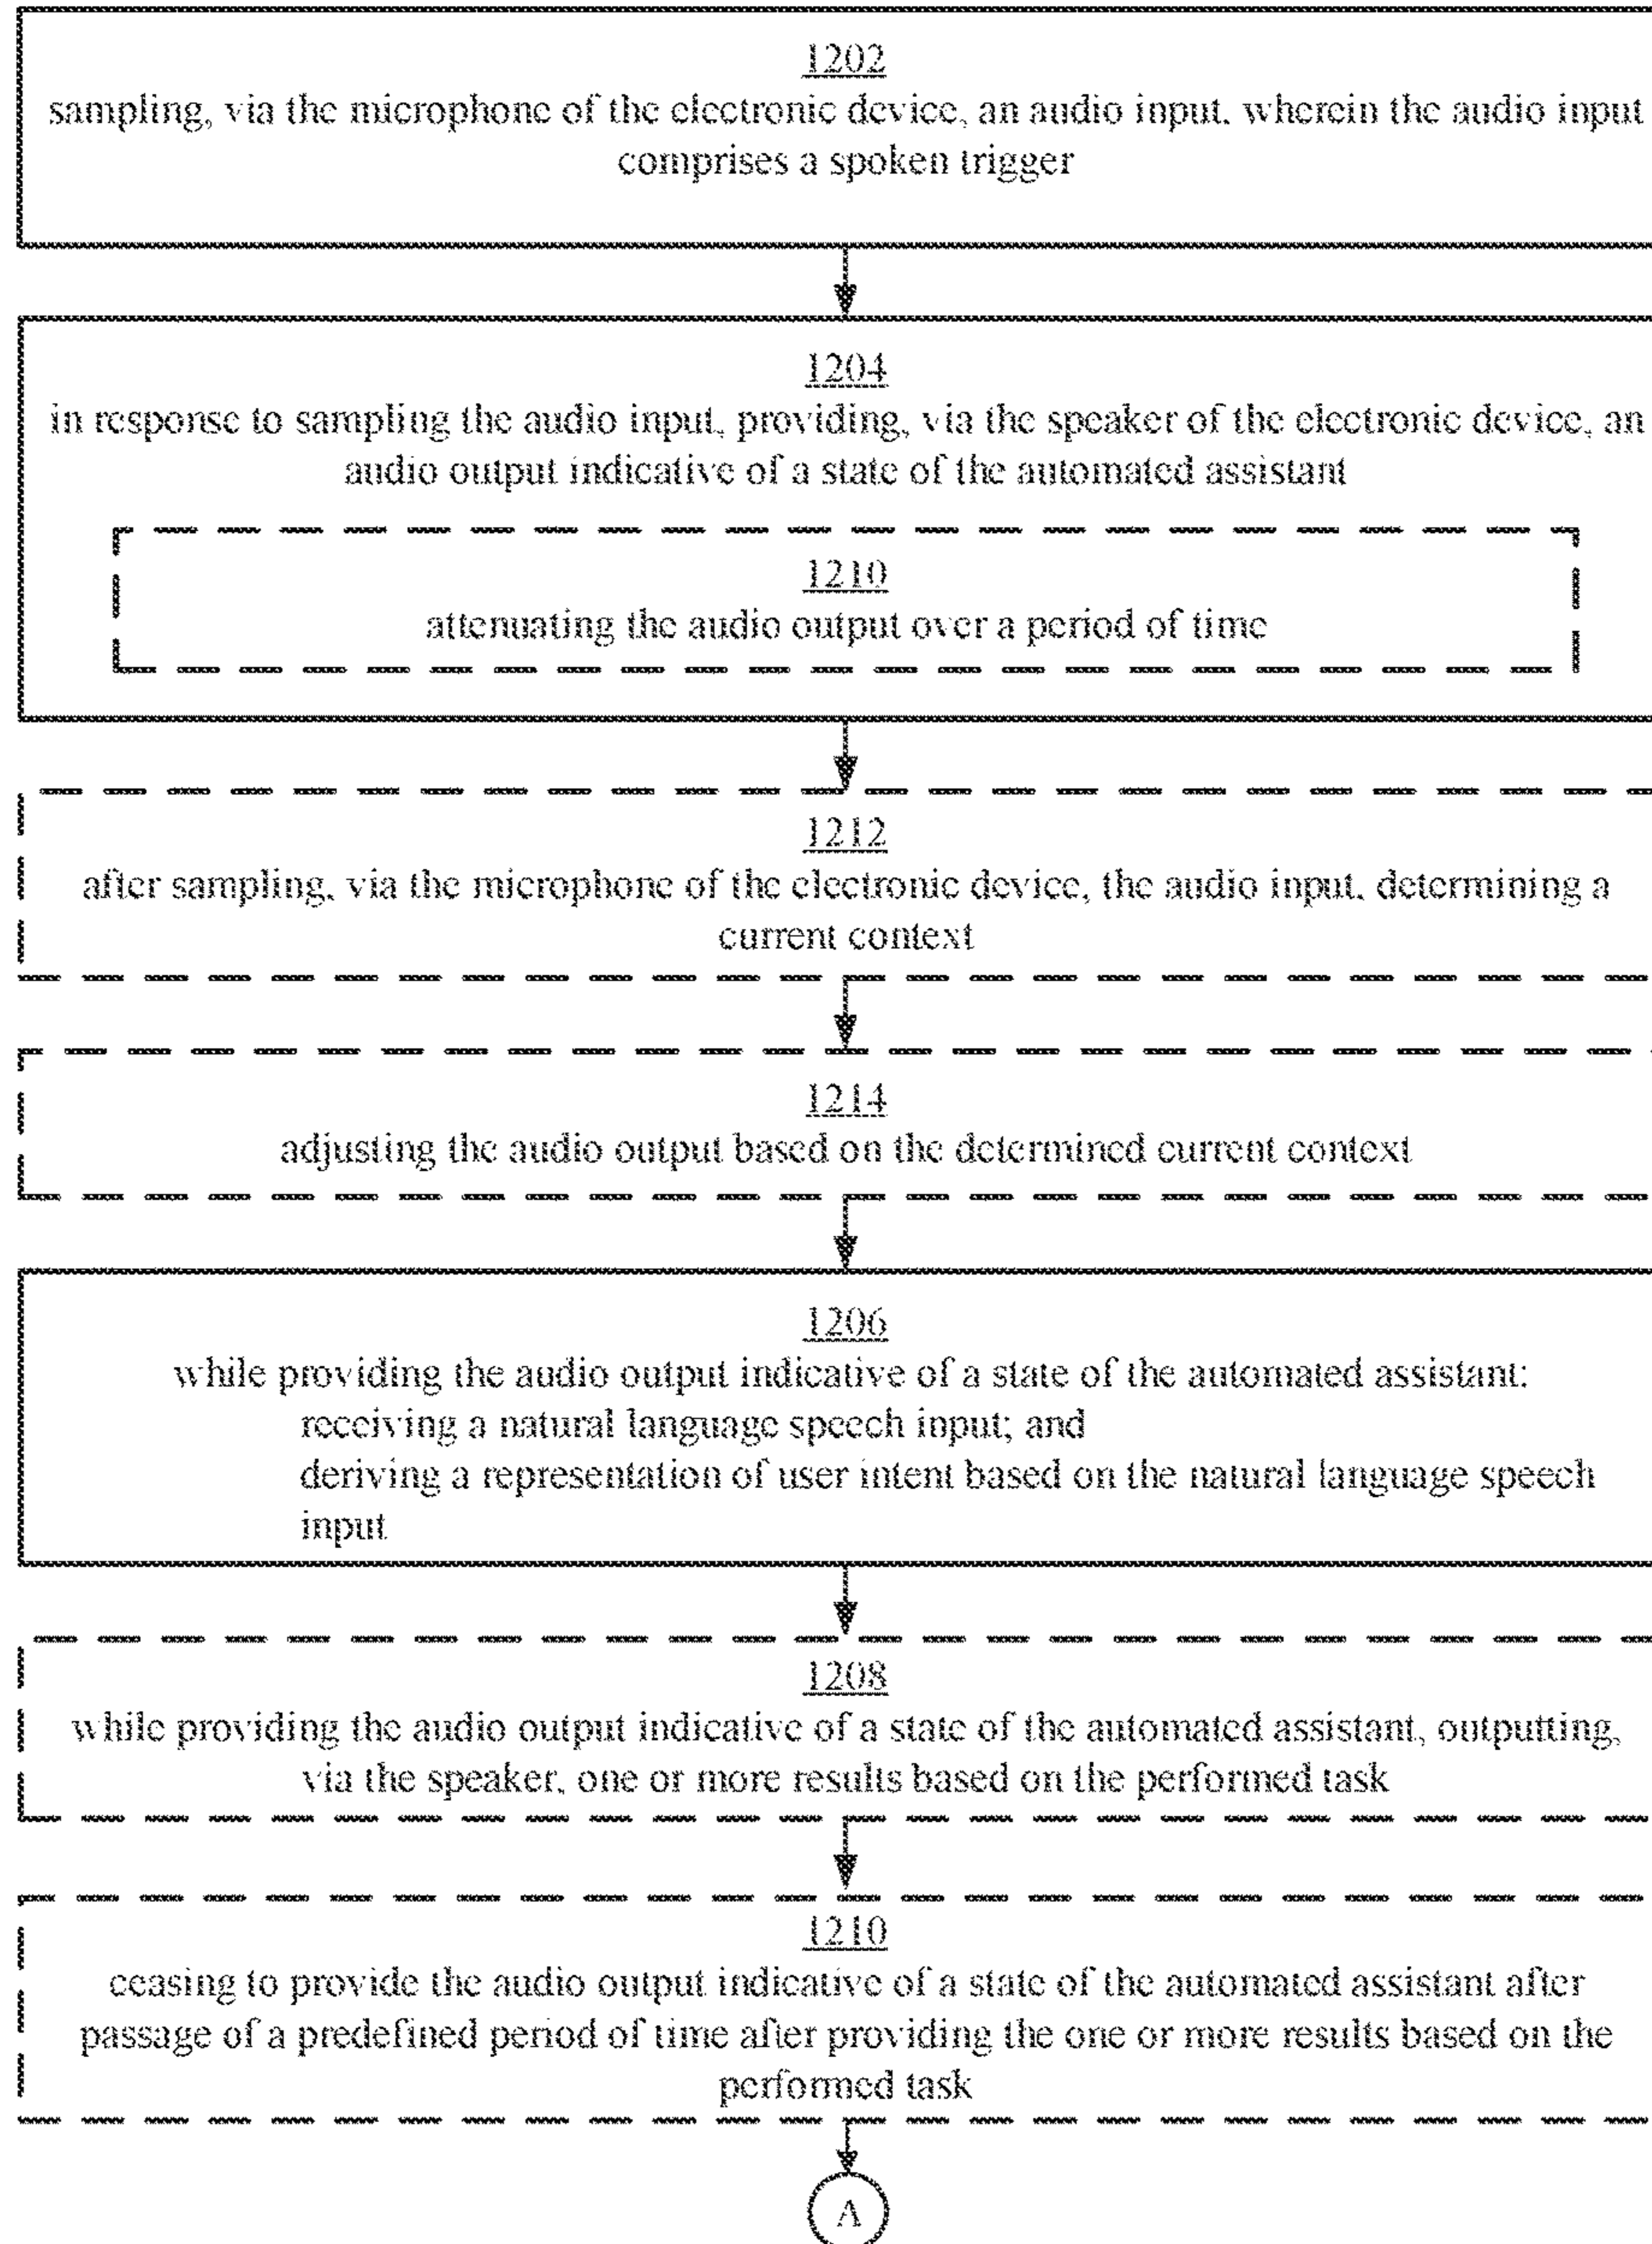 1202
sampling, via the microphone of the electronic device, an audio input, wherein the audio input
comprises a spoken trigger
1204
in response to sampling the audio input, providing, via the speaker of the electronic device, an
audio output indicative of a state of the automated assistant
1210
attenuating the audio output over a period of time
1212
after sampling, via the microphone of the electronic device, the audio input, determining a
current context
1214
adjusting the audio output based on the determined current context
1206
while providing the audio output indicative of a state of the automated assistant:
receiving a natural language speech input; and
deriving a representation of user intent based on the natural language speech
input
1208
while providing the audio output indicative of a state of the automated assistant, outputting,
via the speaker, one or more results based on the performed task
1210
ceasing to provide the audio output indicative of a state of the automated assistant after
passage of a predefined period of time after providing the one or more results based on the
performed task
A